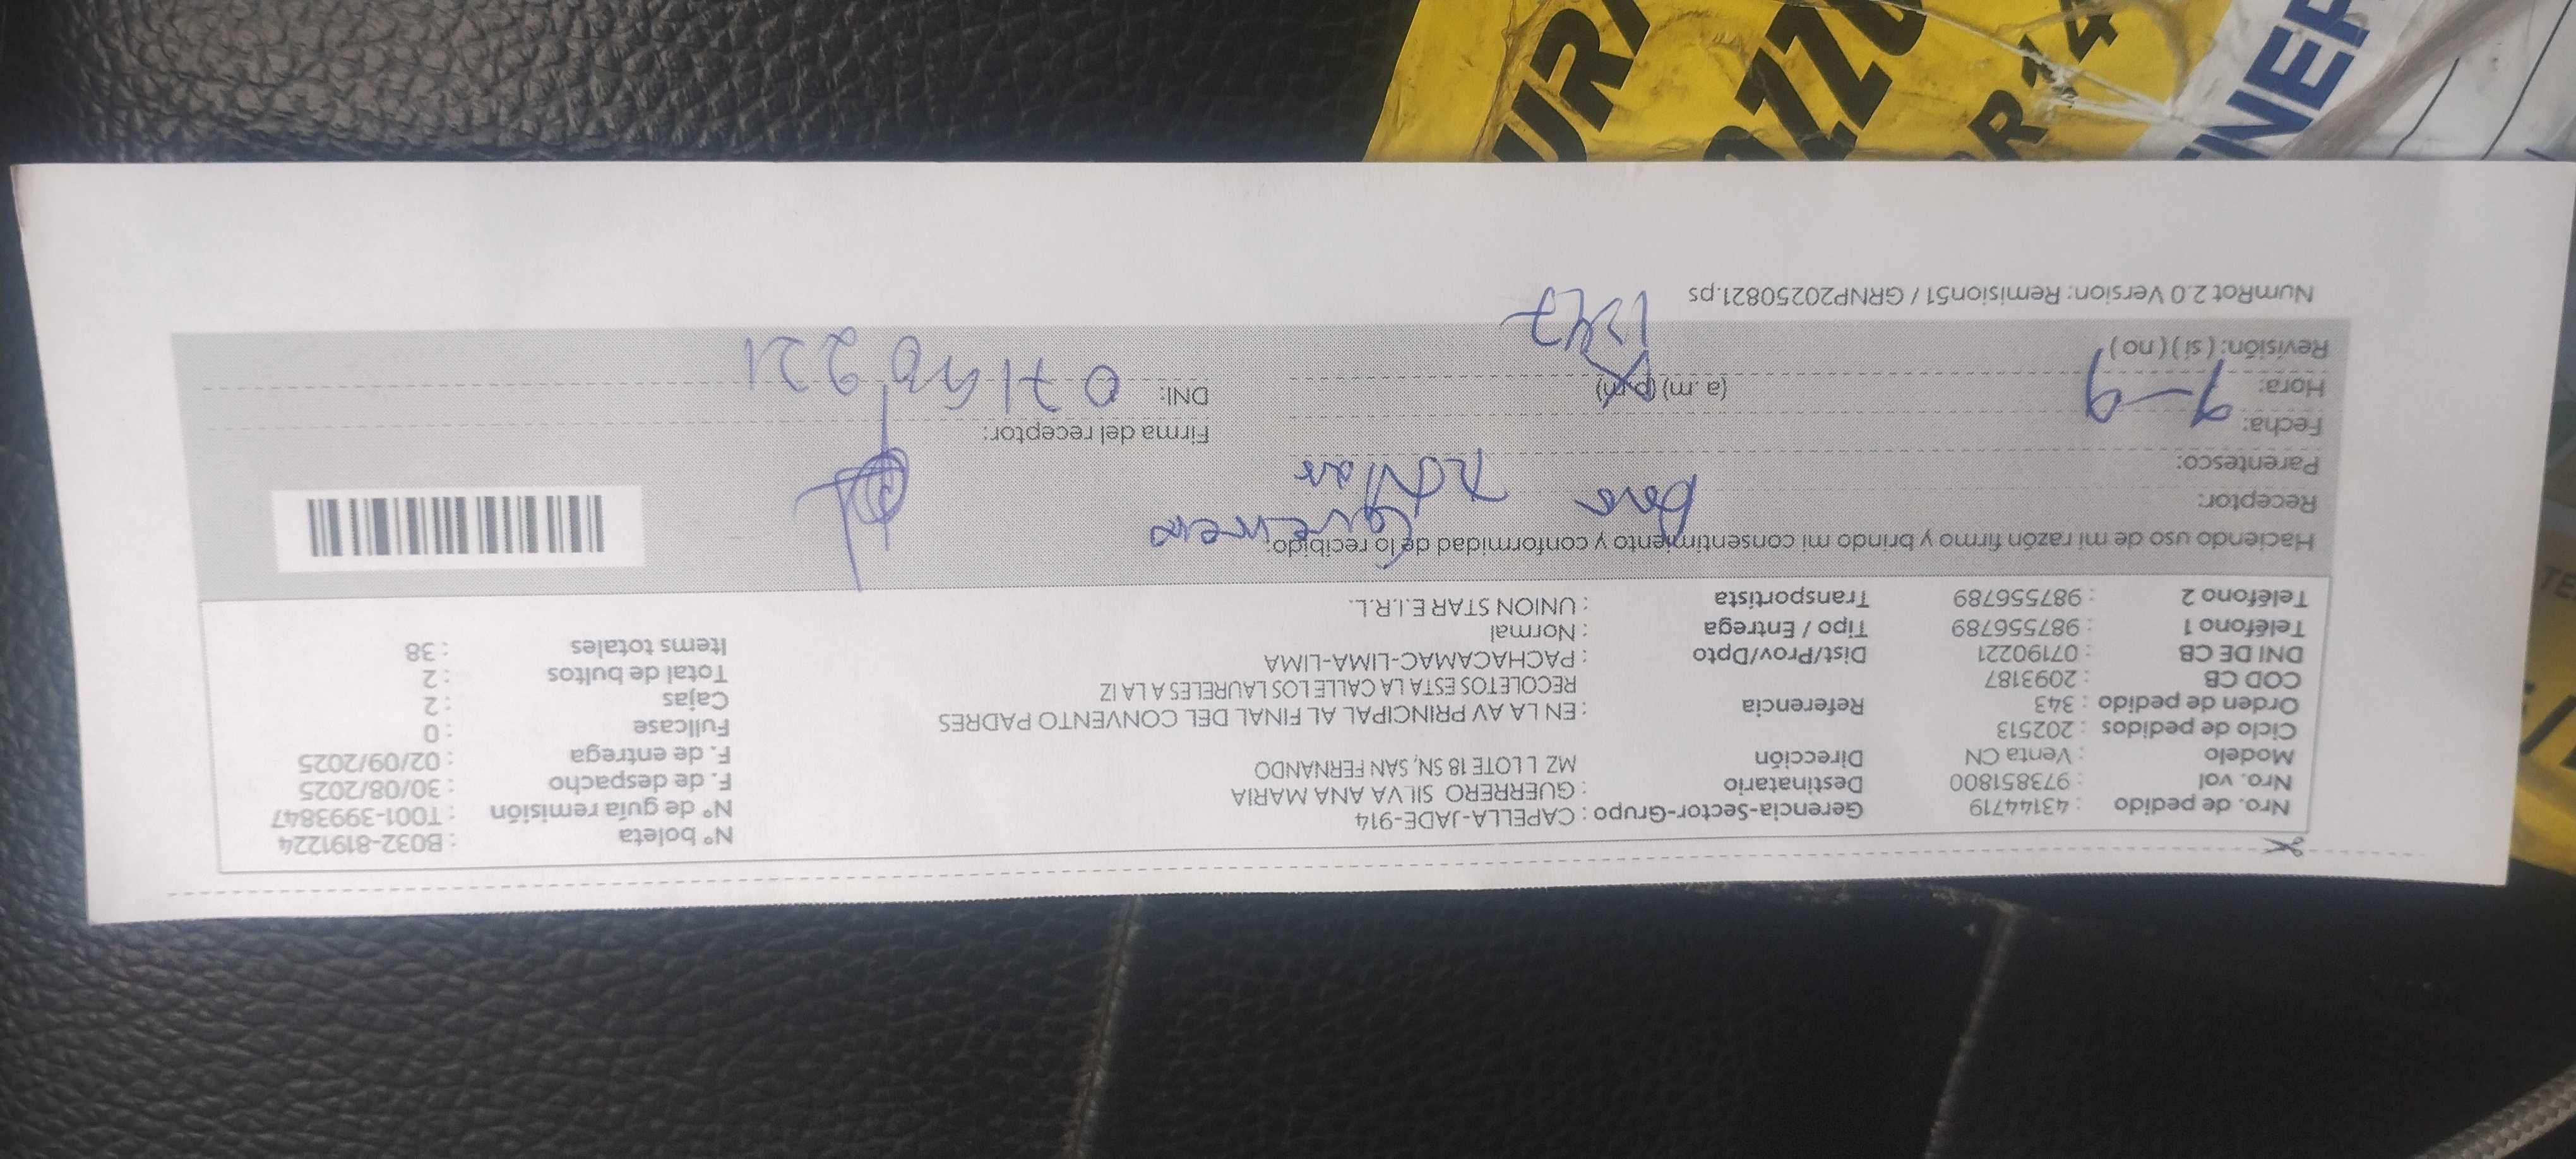 Nro. de pedido : 43144719
Nro. vol : 973851800
Modelo : Venta CN
Ciclo de pedidos : 202513
Orden de pedido : 343
COD CB : 2093187
DNI DE CB : 07190221
Teléfono 1 : 987556789
Teléfono 2 : 987556789
Gerencia-Sector-Grupo : CAPELLA-JADE-914
Destinatario : GUERRERO SILVA ANA MARIA
Dirección : MZ L LOTE 18 SN, SAN FERNANDO
Referencia : EN LA AV PRINCIPAL AL FINAL DEL CONVENTO PADRES
RECOLETOS ESTA LA CALLE LOS LAURELES A LA IZ
Dist/Prov/Dpto : PACHACAMAC-LIMA-LIMA
Tipo / Entrega : Normal
Transportista : UNION STAR E.I.R.L.
N° boleta : B032-8191224
N° de guía remisión : T001-3993847
F. de despacho : 30/08/2025
F. de entrega : 02/09/2025
Fullcase : 0
Cajas : 2
Total de bultos : 2
Items totales : 38
Haciendo uso de mi razón firmo y brindo mi consentimiento y conformidad de lo recibido:
Receptor:
Parentesco:
Fecha: 9-9
Hora: (a.m) (p.m)
Revisión: ( si ) ( no )
1347
Firma del receptor:
DNI: 07190221
NumRot 2.0 Version: Remision51 / GRNP20250821.ps